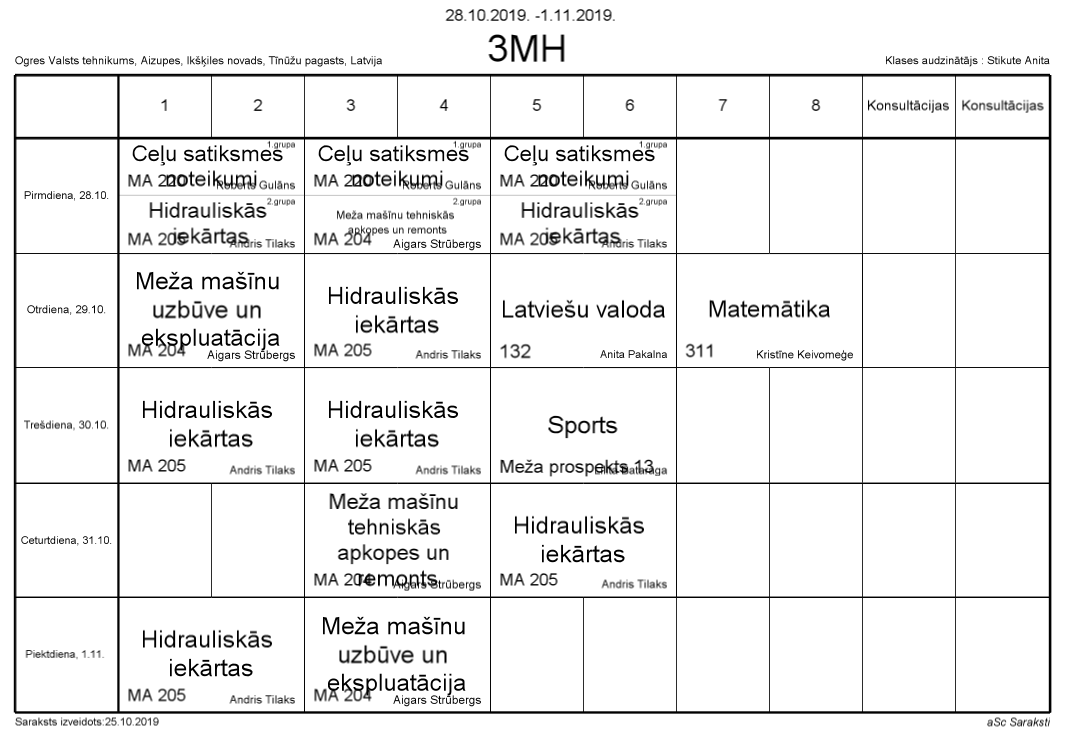 28.10.2019. -1.11.2019.
3MH
Ogres Valsts tehnikums, Aizupes, Ikšķiles novads, Tīnūžu pagasts, Latvija
Klases audzinātājs : Stikute Anita
1 2 3 4 5 6 7 8 Konsultācijas Konsultācijas
Pirmdiena, 28.10.
1.grupa
Ceļu satiksmes
noteikumi
MA 220 Roberts Gulāns
1.grupa
Ceļu satiksmes
noteikumi
MA 220 Roberts Gulāns
1.grupa
Ceļu satiksmes
noteikumi
MA 220 Roberts Gulāns
2.grupa
Hidrauliskās
iekārtas
MA 205 Andris Tilaks
2.grupa
Meža mašīnu tehniskās
apkopes un remonts
MA 204 Aigars Strūbergs
2.grupa
Hidrauliskās
iekārtas
MA 205 Andris Tilaks
Otrdiena, 29.10.
Meža mašīnu
uzbūve un
ekspluatācija
MA 204 Aigars Strūbergs
Hidrauliskās
iekārtas
MA 205 Andris Tilaks
Latviešu valoda
132 Anita Pakalna
Matemātika
311 Kristīne Keivomeģe
Trešdiena, 30.10.
Hidrauliskās
iekārtas
MA 205 Andris Tilaks
Hidrauliskās
iekārtas
MA 205 Andris Tilaks
Sports
Meža prospekts 13
Ceturtdiena, 31.10.
Meža mašīnu
tehniskās
apkopes un
remonts
MA 204 Aigars Strūbergs
Hidrauliskās
iekārtas
MA 205 Andris Tilaks
Piektdiena, 1.11.
Hidrauliskās
iekārtas
MA 205 Andris Tilaks
Meža mašīnu
uzbūve un
ekspluatācija
MA 204 Aigars Strūbergs
Saraksts izveidots:25.10.2019
aSc Saraksti